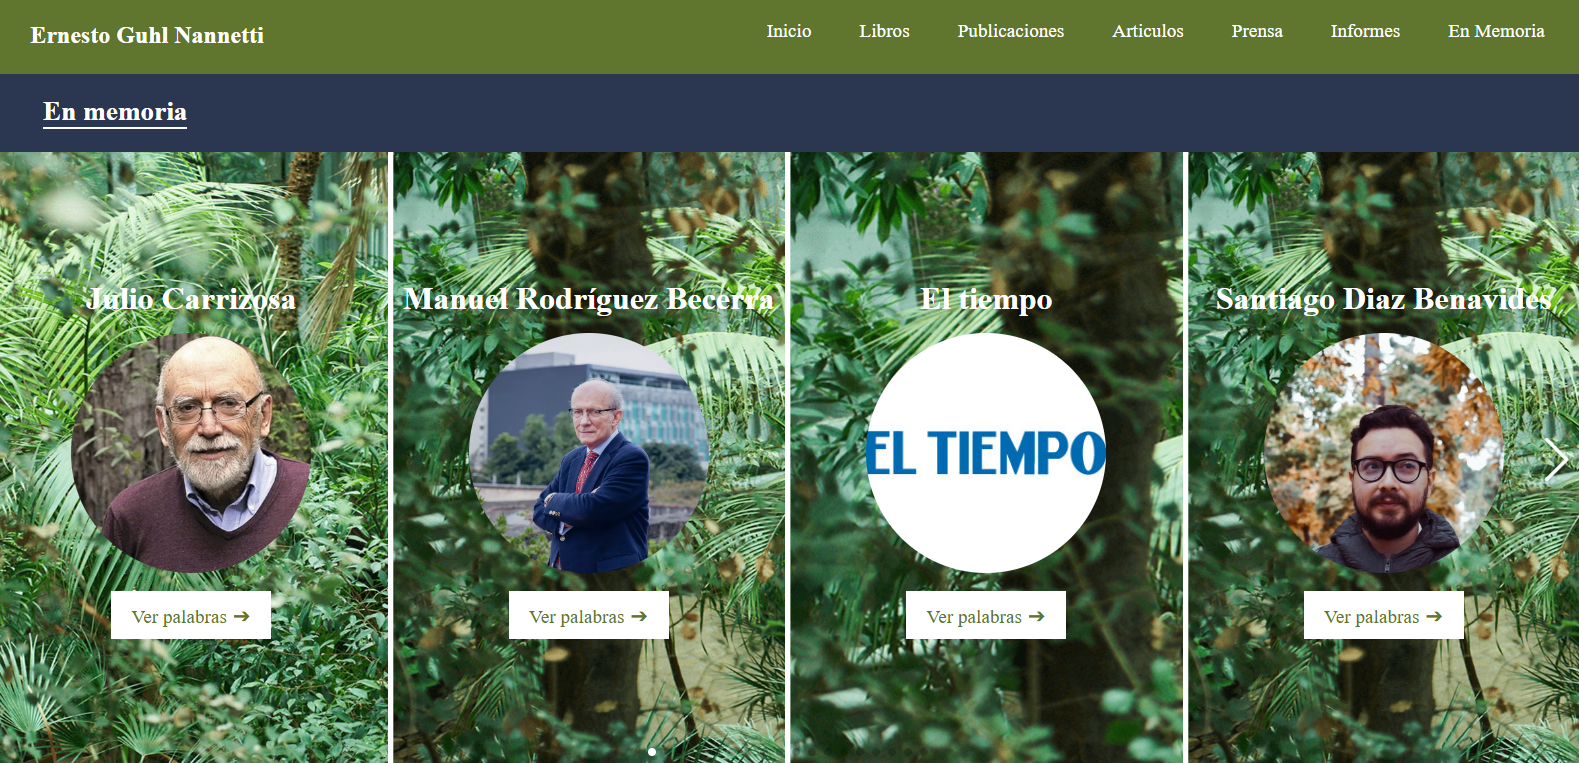 Ernesto Guhl Nannetti
Inicio Libros Publicaciones Articulos Prensa Informes En Memoria
En memoria
Julio Carrizosa
Manuel Rodríguez Becerra
El tiempo
Santiago Diaz Benavides
EL TIEMPO
Ver palabras ➔
Ver palabras ➔
Ver palabras ➔
Ver palabras ➔